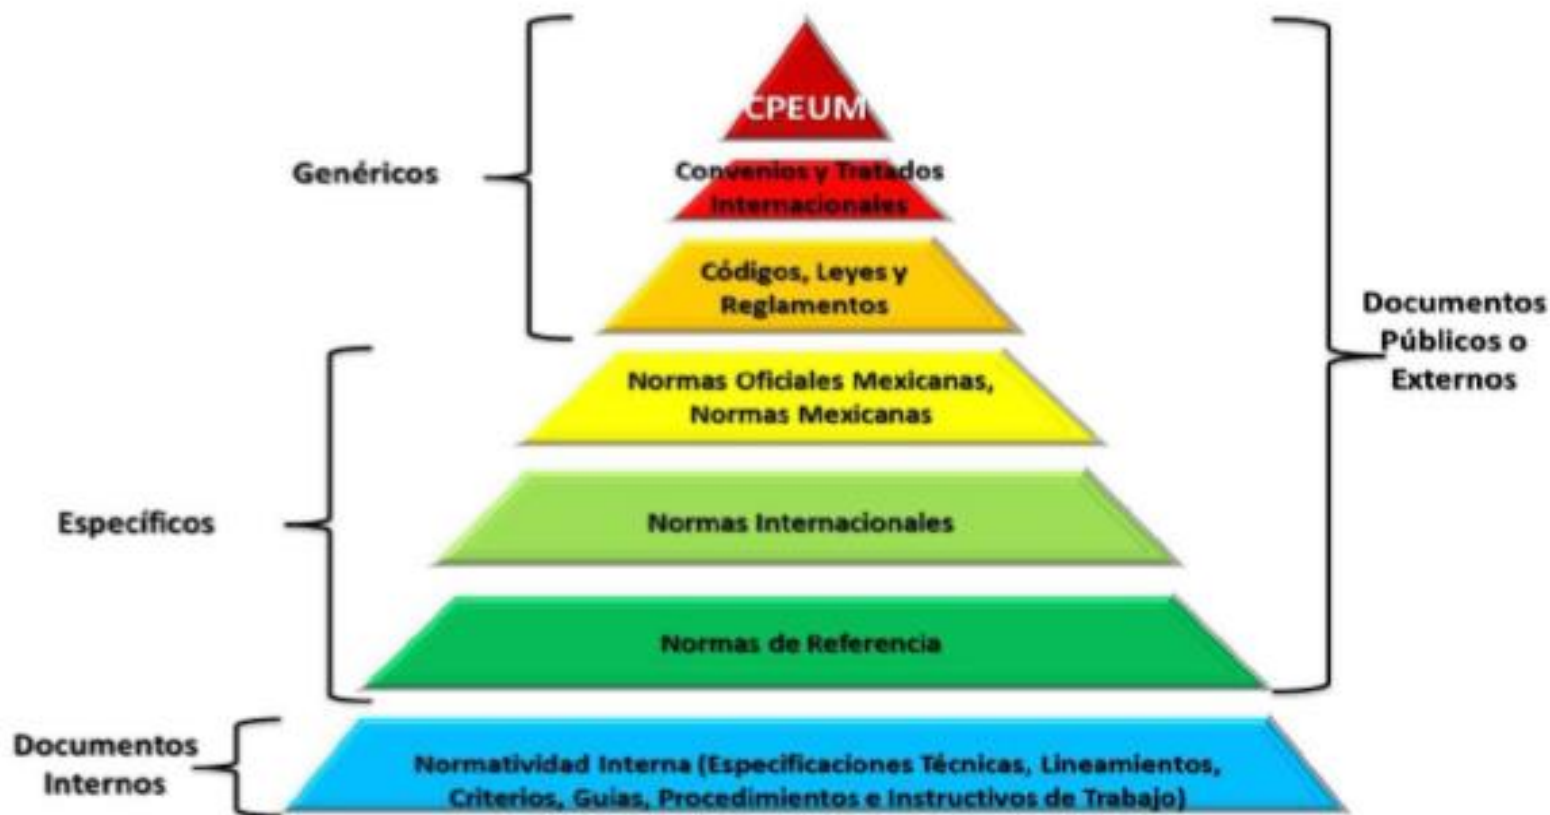 CPEUM
Genéricos
Convenios y Tratados
Internacionales
Códigos, Leyes y
Reglamentos
Documentos
Públicos o
Externos
Normas Oficiales Mexicanas,
Normas Mexicanas
Específicos
Normas Internacionales
Normas de Referencia
Documentos
Internos
Normatividad Interna (Especificaciones Técnicas, Lineamientos,
Criterios, Guías, Procedimientos e Instructivos de Trabajo)